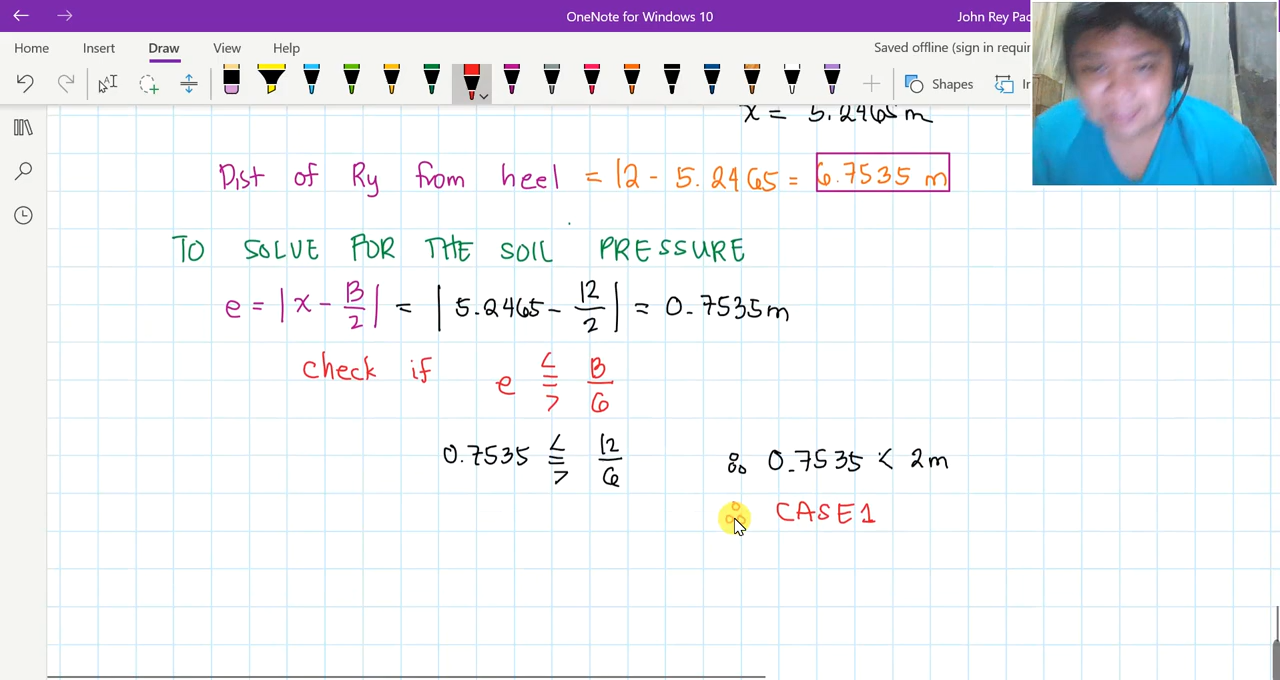 OneNote for Windows 10
John Rey Pac
Home Insert Draw View Help
Saved offline (sign in requir
Shapes In
x = 5.2465 m
Dist of Ry from heel = 12 - 5.2465 = 6.7535 m
TO SOLVE FOR THE SOIL PRESSURE
e = |x - B/2| = |5.2465 - 12/2| = 0.7535 m
check if e <=> B/6
0.7535 <=> 12/6 ∴ 0.7535 < 2m
∴ CASE 1